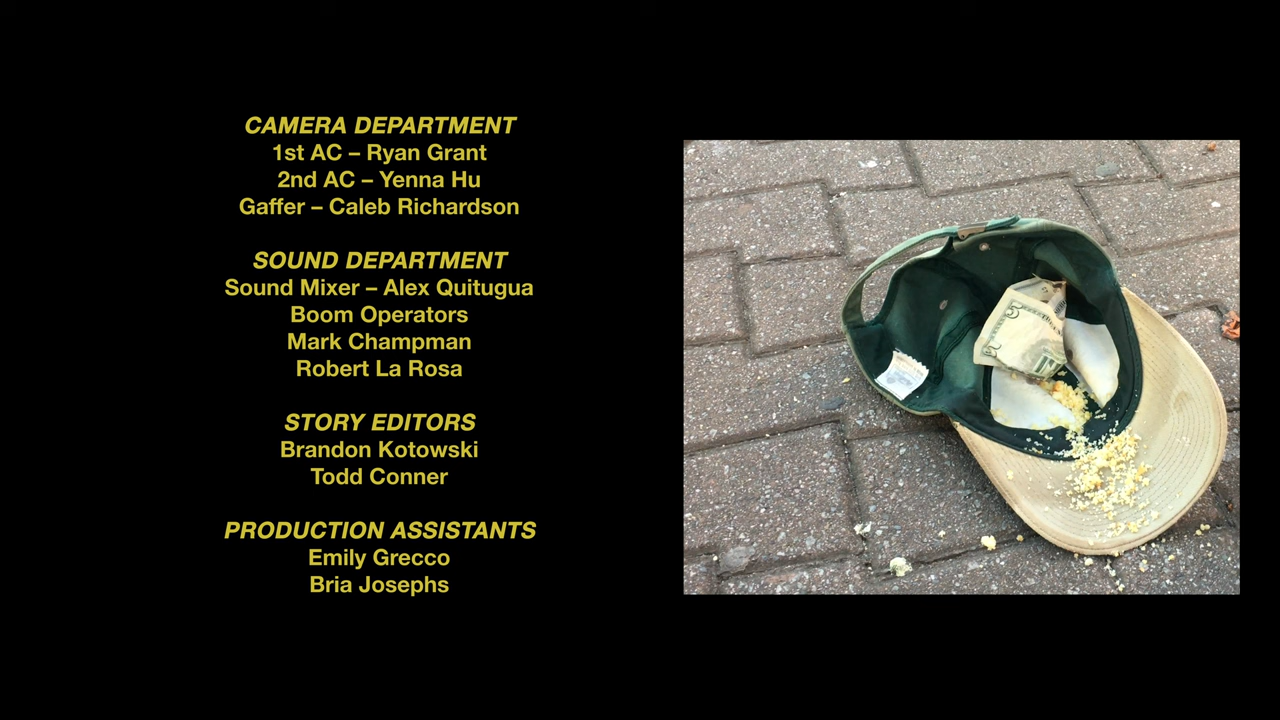 CAMERA DEPARTMENT
1st AC – Ryan Grant
2nd AC – Yenna Hu
Gaffer – Caleb Richardson
SOUND DEPARTMENT
Sound Mixer – Alex Quitugua
Boom Operators
Mark Champman
Robert La Rosa
STORY EDITORS
Brandon Kotowski
Todd Conner
PRODUCTION ASSISTANTS
Emily Grecco
Bria Josephs
5